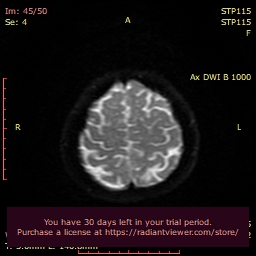 Im: 45/50
Se: 4
A
STP115
STP115
F
Ax DWI B 1000
R
L
You have 30 days left in your trial period.
Purchase a license at https://radiantviewer.com/store/